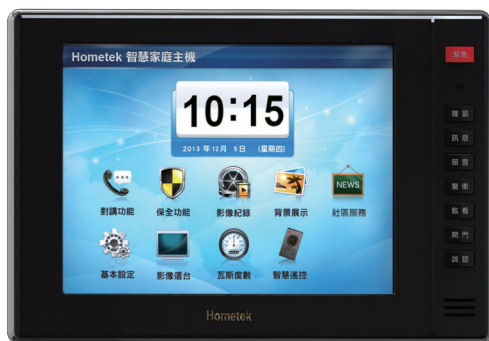 Hometek 智慧家庭主機
10:15
2013 年 12 月 5 日 (星期四)
NEWS
對講功能 保全功能 影像紀錄 背景展示 社區服務
基本設定 影像選台 瓦斯度數 智慧遙控
Hometek
緊急
確認
訊息
留言
警衛
監看
開門
說話